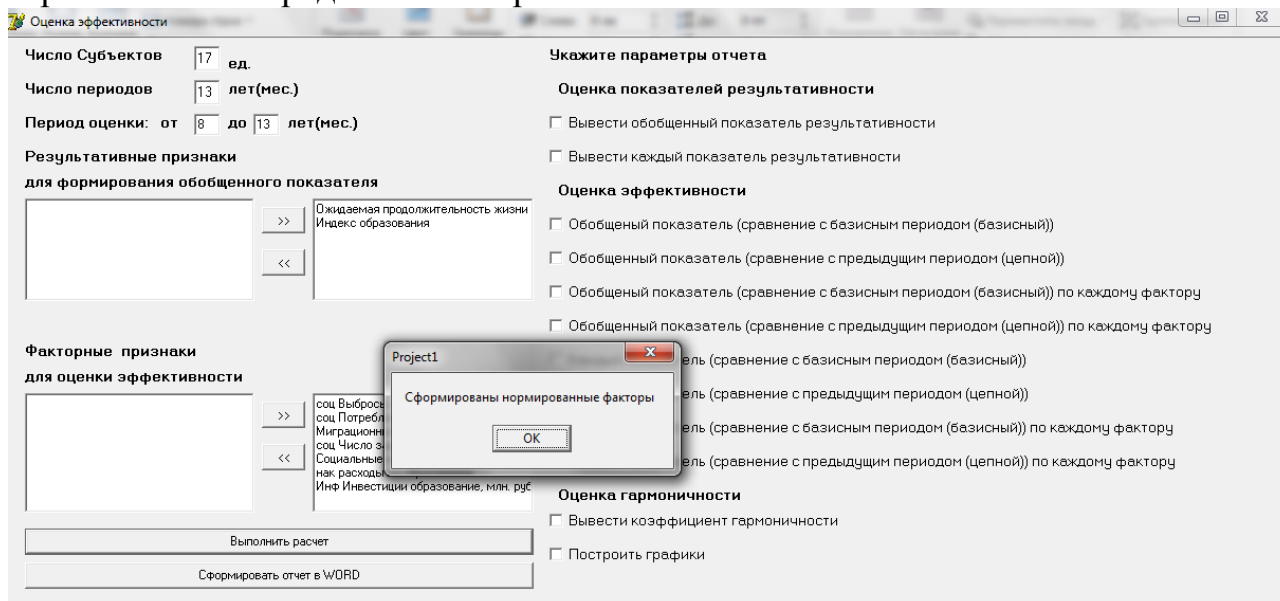 Оценка эффективности
Число Субъектов 17 ед.
Число периодов 13 лет(мес.)
Период оценки: от 8 до 13 лет(мес.)
Результативные признаки
для формирования обобщенного показателя
>>
<<
Ожидаемая продолжительность жизни
Индекс образования
Факторные признаки
для оценки эффективности
>>
<<
соц Выбросы
соц
Миграционн
соц Число
Социальные
нак расходы
Инф Инвестиции образование, млн. руб
Выполнить расчет
Сформировать отчет в WORD
Укажите параметры отчета
Оценка показателей результативности
Вывести обобщенный показатель результативности
Вывести каждый показатель результативности
Оценка эффективности
Обобщеный показатель (сравнение с базисным периодом (базисный))
Обобщенный показатель (сравнение с предыдущим периодом (цепной))
Обобщеный показатель (сравнение с базисным периодом (базисный)) по каждому фактору
Обобщенный показатель (сравнение с предыдущим периодом (цепной)) по каждому фактору
ель (сравнение с базисным периодом (базисный))
ель (сравнение с предыдущим периодом (цепной))
ель (сравнение с базисным периодом (базисный)) по каждому фактору
ель (сравнение с предыдущим периодом (цепной)) по каждому фактору
Оценка гармоничности
Вывести коэффициент гармоничности
Построить графики
Project1
Сформированы нормированные факторы
OK